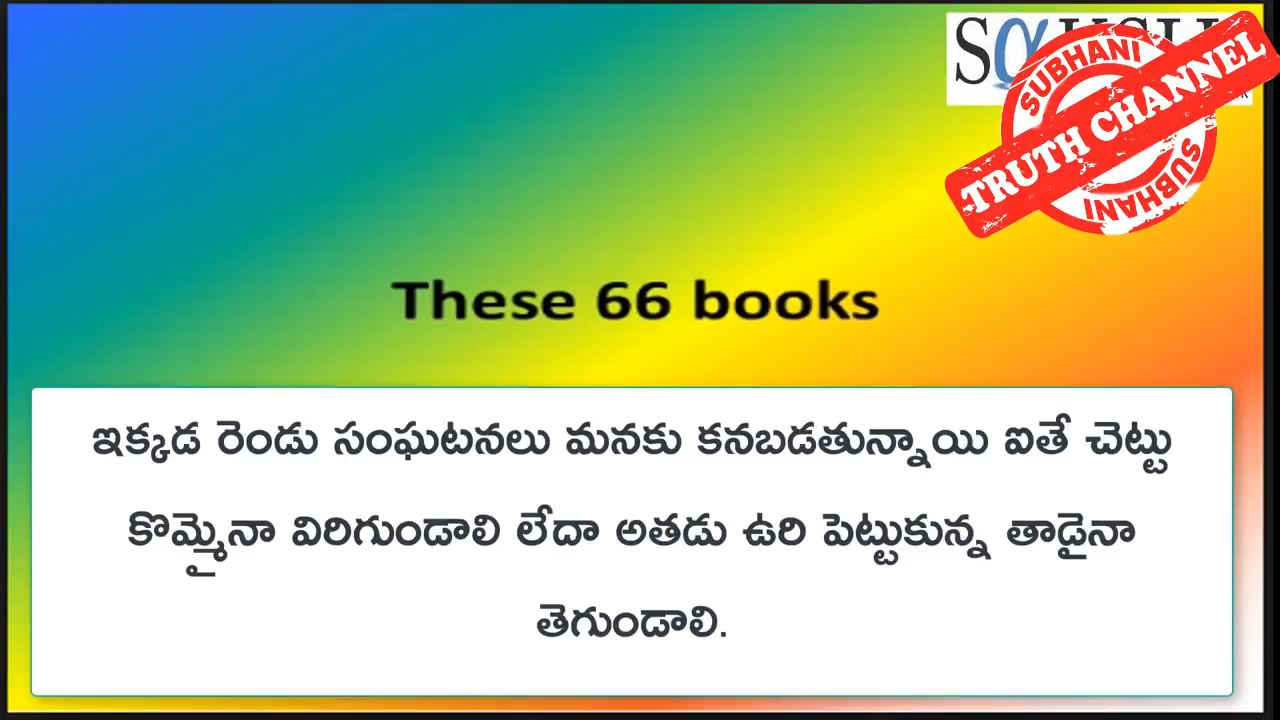 SUBHANI
TRUTH CHANNEL
SUBHANI
These 66 books
ఇక్కడ రెండు సంఘటనలు మనకు కనబడతున్నాయి ఐతే చెట్టు
కొమ్మైనా విరిగుండాలి లేదా అతడు ఉరి పెట్టుకున్న తాడైనా
తెగుండాలి.